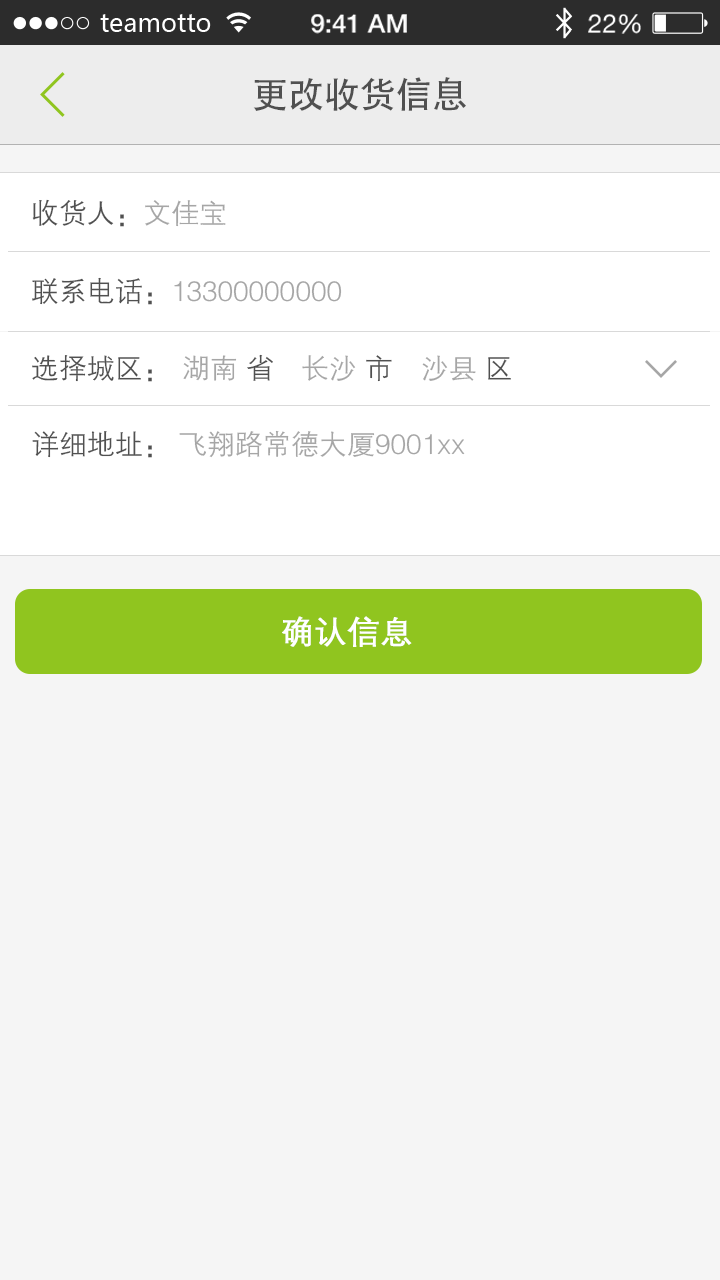 teamotto 9:41 AM 22%
更改收货信息
收货人：文佳宝
联系电话：13300000000
选择城区： 湖南 省 长沙 市 沙县 区
详细地址： 飞翔路常德大厦9001xx
确认信息